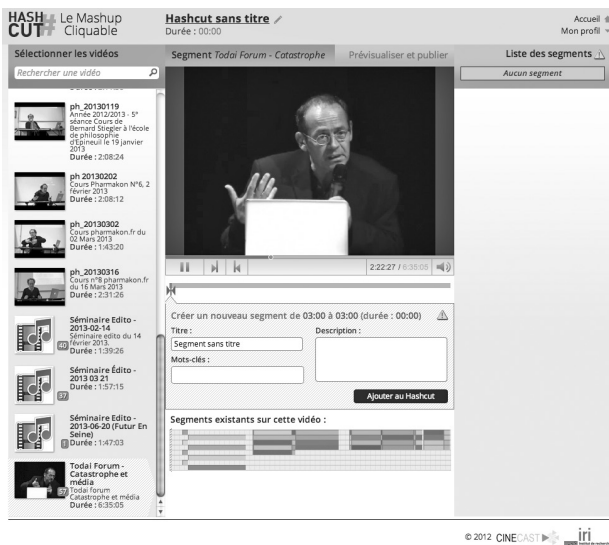 HASH Le Mashup
CUT Cliquable
Hashcut sans titre
Durée : 00:00
Accueil
Mon profil
Sélectionner les vidéos
Rechercher une vidéo
ph_20130119
Année 2012/2013 - 5°
séance Cours de
Bernard Stiegler à l'école
de philosophie
d'Epineuil le 19 janvier
2013
Durée : 2:08:24
ph 20130202
Cours Pharmakon N°6, 2
février 2013
Durée : 2:08:12
ph_20130302
Cours pharmakon.fr du
02 Mars 2013
Durée : 1:43:20
ph_20130316
Cours n°8 pharmakon.fr
du 16 Mars 2013
Durée : 2:31:26
Séminaire Edito -
2013-02-14
Séminaire edito du 14
février 2013.
40 Durée : 1:39:26
Séminaire Édito -
2013 03 21
Durée : 1:57:15
37
Séminaire Edito -
2013-06-20 (Futur En
Seine)
Durée : 1:47:03
Todai Forum -
Catastrophe et
média
57 Todai forum
Catastrophe et média
Durée : 6:35:05
Segment Todai Forum - Catastrophe
Prévisualiser et publier
2:22:27 / 6:35:05
Créer un nouveau segment de 03:00 à 03:00 (durée : 00:00)
Titre :
Description :
Segment sans titre
Mots-clés :
Ajouter au Hashcut
Segments existants sur cette vidéo :
Liste des segments
Aucun segment
© 2012 CINECAST
iri